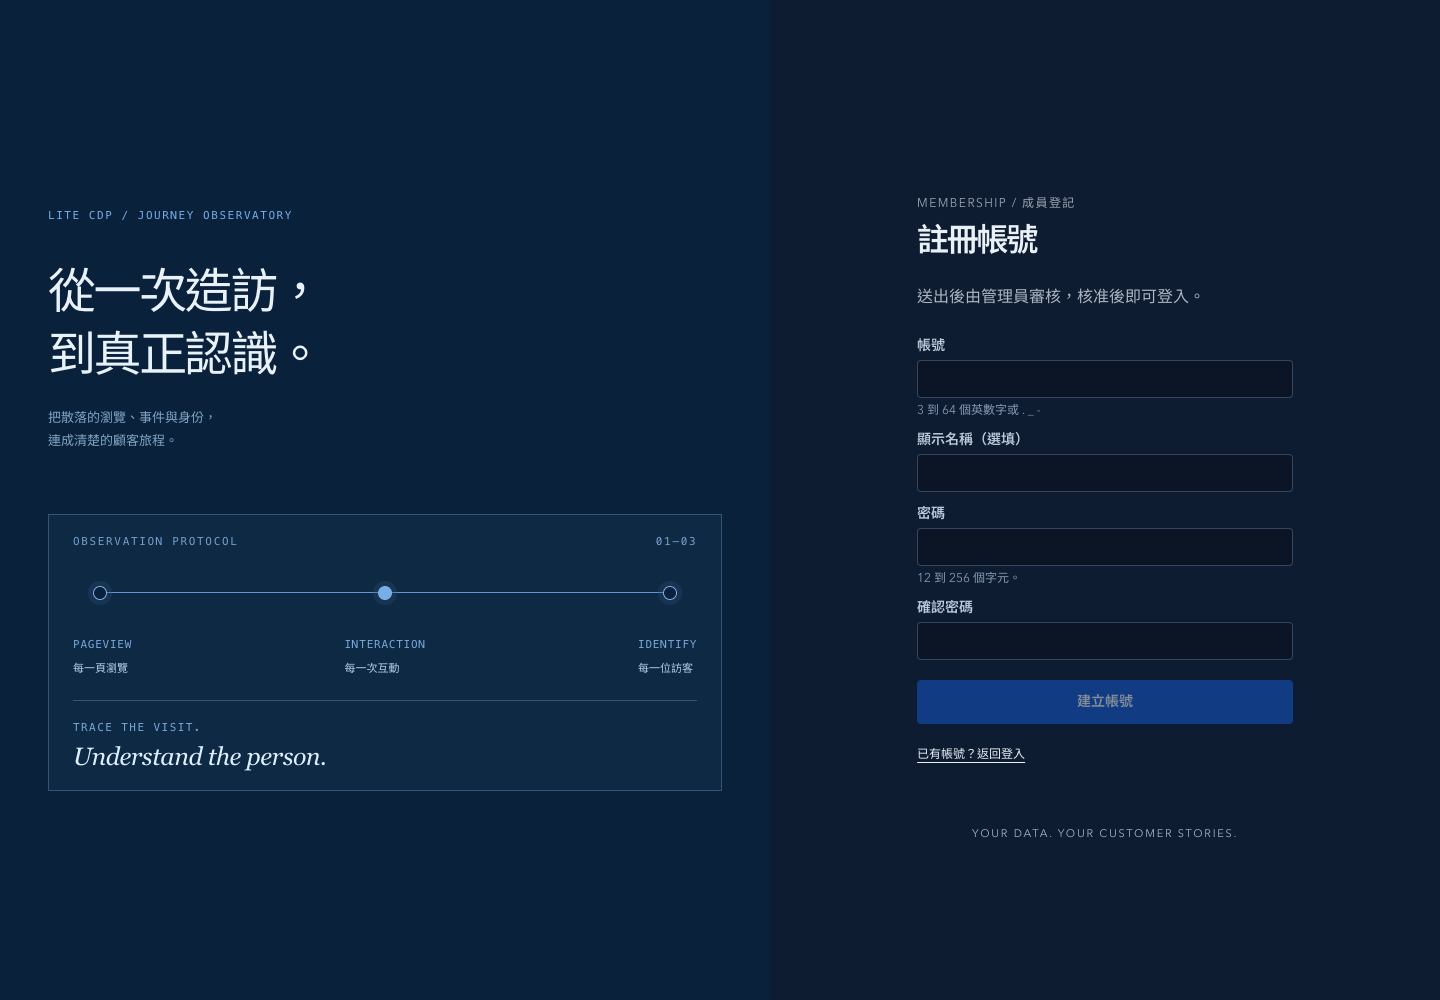 LITE CDP / JOURNEY OBSERVATORY
從一次造訪，
到真正認識。
把散落的瀏覽、事件與身份，
連成清楚的顧客旅程。
OBSERVATION PROTOCOL
01—03
PAGEVIEW
每一頁瀏覽
INTERACTION
每一次互動
IDENTIFY
每一位訪客
TRACE THE VISIT.
Understand the person.
MEMBERSHIP / 成員登記
註冊帳號
送出後由管理員審核，核准後即可登入。
帳號
3 到 64 個英數字或 . _ -
顯示名稱（選填）
密碼
12 到 256 個字元。
確認密碼
建立帳號
已有帳號？返回登入
YOUR DATA. YOUR CUSTOMER STORIES.